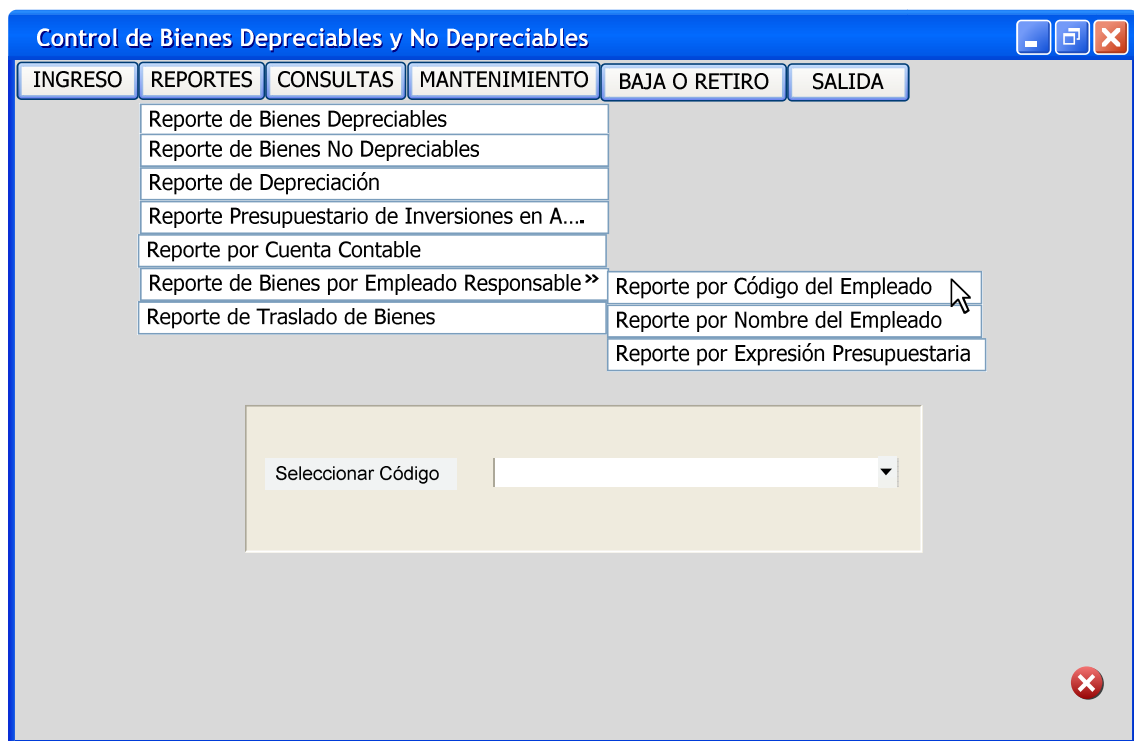 Control de Bienes Depreciables y No Depreciables
INGRESO REPORTES CONSULTAS MANTENIMIENTO BAJA O RETIRO SALIDA
Reporte de Bienes Depreciables
Reporte de Bienes No Depreciables
Reporte de Depreciación
Reporte Presupuestario de Inversiones en A....
Reporte por Cuenta Contable
Reporte de Bienes por Empleado Responsable »
Reporte de Traslado de Bienes
Reporte por Código del Empleado
Reporte por Nombre del Empleado
Reporte por Expresión Presupuestaria
Seleccionar Código